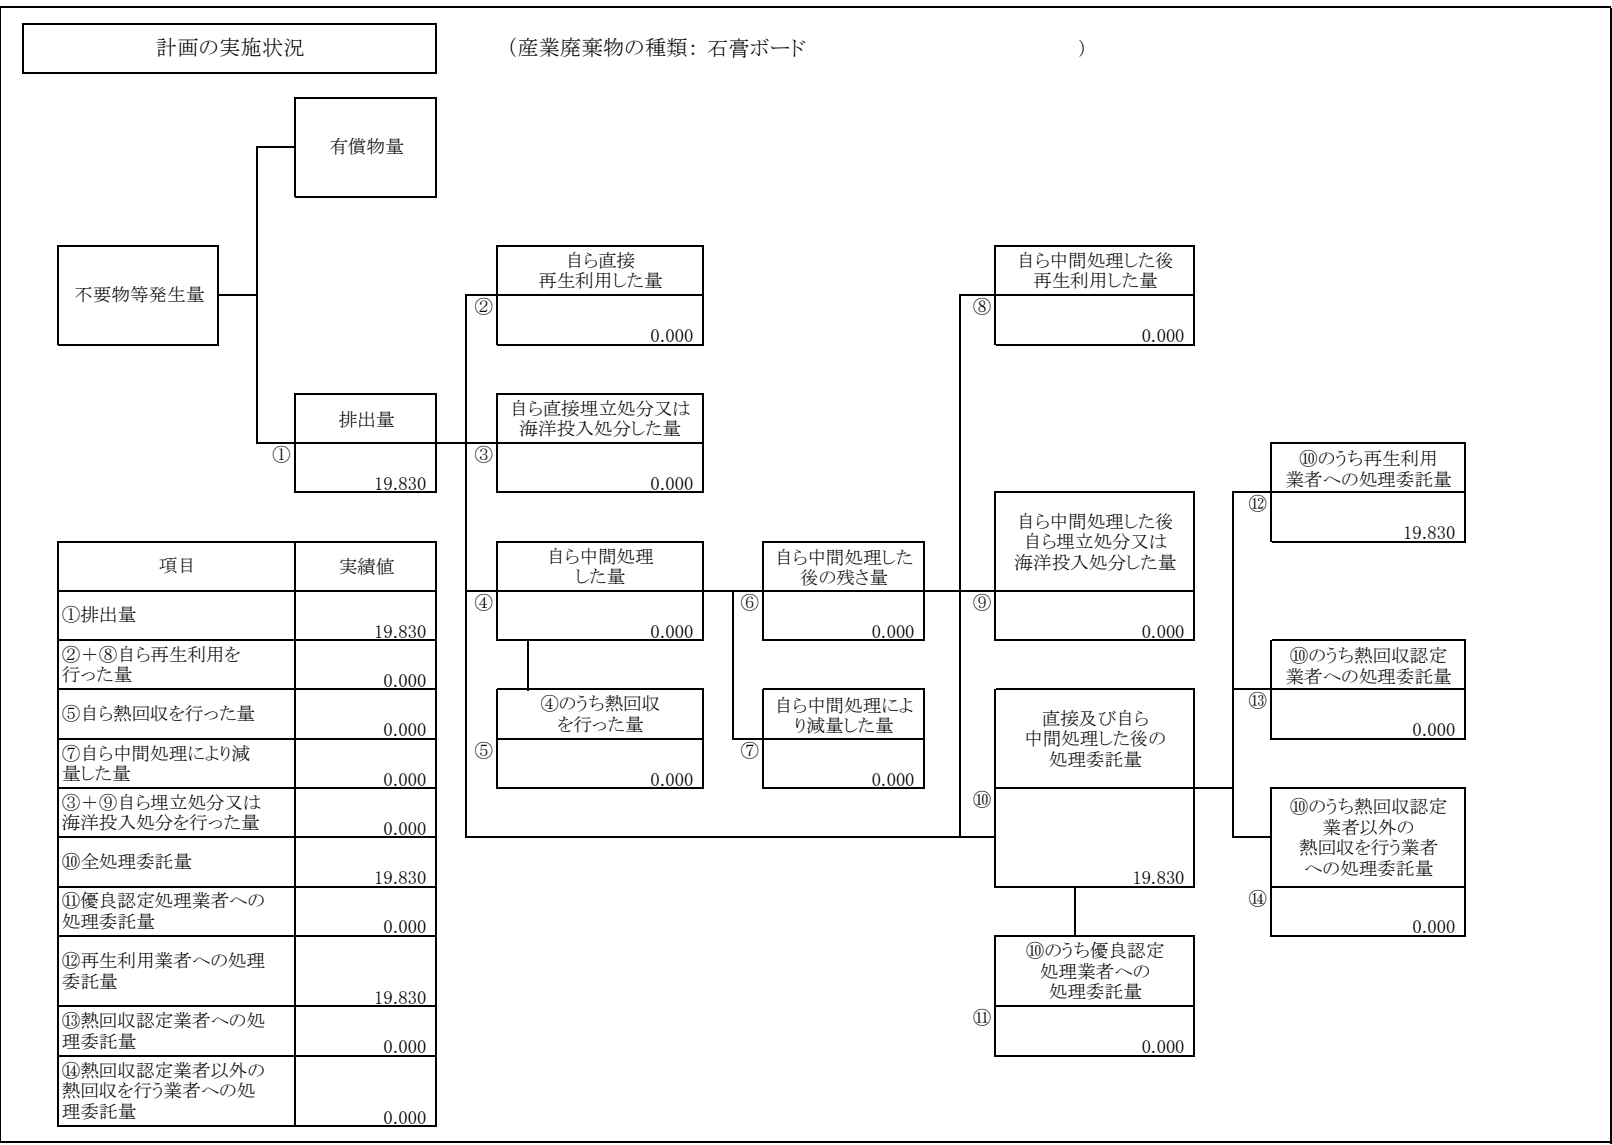 計画の実施状況
（産業廃棄物の種類：石膏ボード　）
有償物量
不要物等発生量
自ら直接
再生利用した量
②
0.000
自ら中間処理した後
再生利用した量
⑧
0.000
排出量
①
19.830
自ら直接埋立処分又は
海洋投入処分した量
③
0.000
⑩のうち再生利用
業者への処理委託量
⑫
19.830
自ら中間処理
した量
④
0.000
自ら中間処理した
後の残さ量
⑥
0.000
自ら中間処理した後
自ら埋立処分又は
海洋投入処分した量
⑨
0.000
⑩のうち熱回収認定
業者への処理委託量
⑬
0.000
④のうち熱回収
を行った量
⑤
0.000
自ら中間処理によ
り減量した量
⑦
0.000
直接及び自ら
中間処理した後の
処理委託量
⑩
19.830
⑩のうち熱回収認定
業者以外の
熱回収を行う業者
への処理委託量
⑭
0.000
⑩のうち優良認定
処理業者への
処理委託量
⑪
0.000
項目
実績値
①排出量
19.830
②＋⑧自ら再生利用を
行った量
0.000
⑤自ら熱回収を行った量
0.000
⑦自ら中間処理により減
量した量
0.000
③＋⑨自ら埋立処分又は
海洋投入処分を行った量
0.000
⑩全処理委託量
19.830
⑪優良認定処理業者への
処理委託量
0.000
⑫再生利用業者への処理
委託量
19.830
⑬熱回収認定業者への処
理委託量
0.000
⑭熱回収認定業者以外の
熱回収を行う業者への処
理委託量
0.000